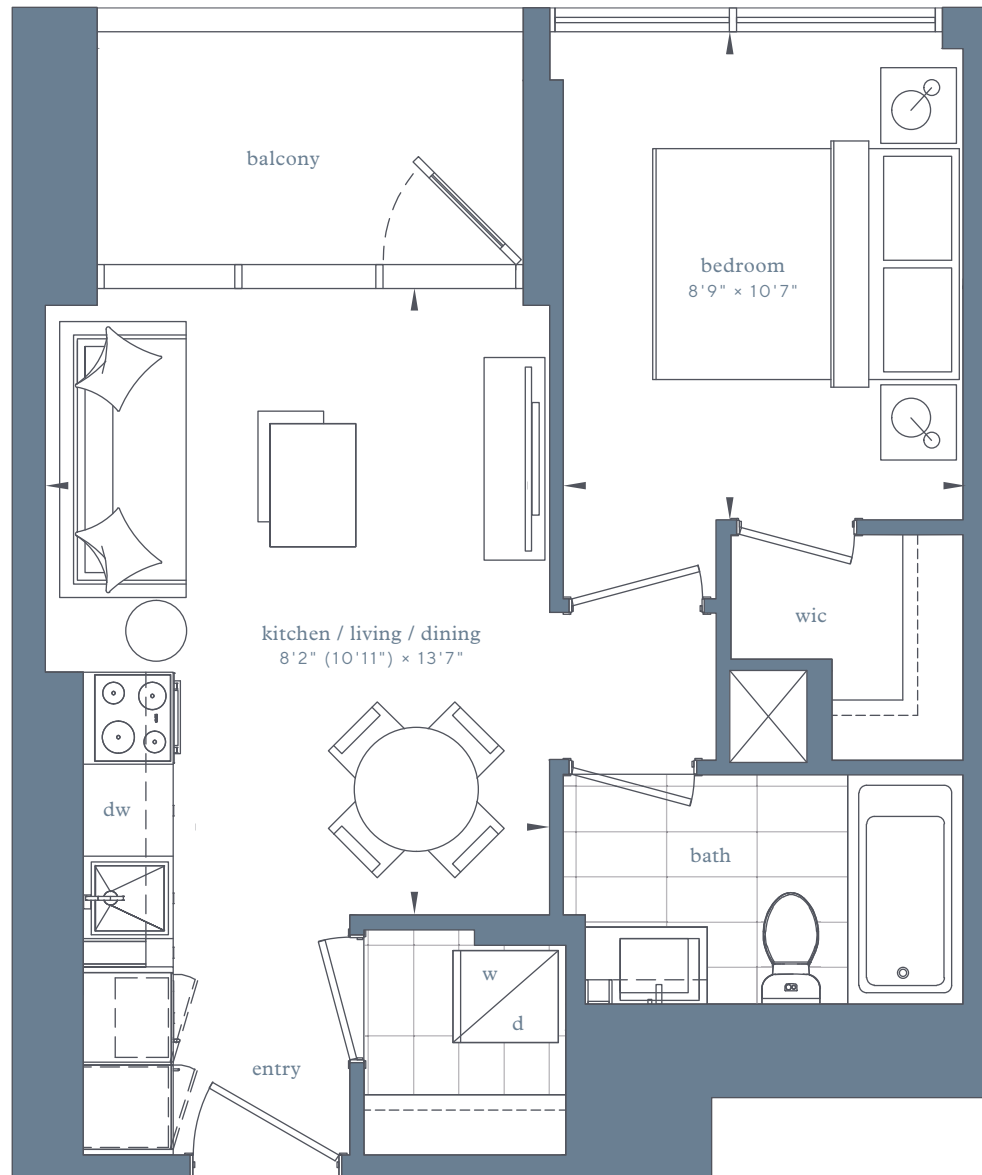 balcony
bedroom
8'9" × 10'7"
wic
kitchen / living / dining
8'2" (10'11") × 13'7"
dw
bath
w
d
entry